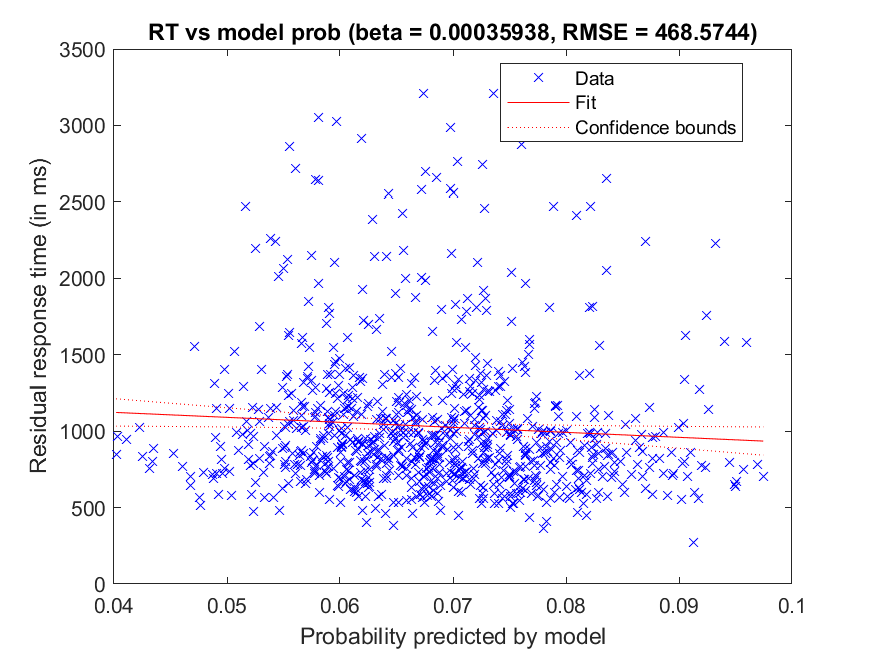 RT vs model prob (beta = 0.00035938, RMSE = 468.5744)
3500
3000
2500
2000
1500
1000
500
0
Residual response time (in ms)
Data
Fit
Confidence bounds
0.04 0.05 0.06 0.07 0.08 0.09 0.1
Probability predicted by model